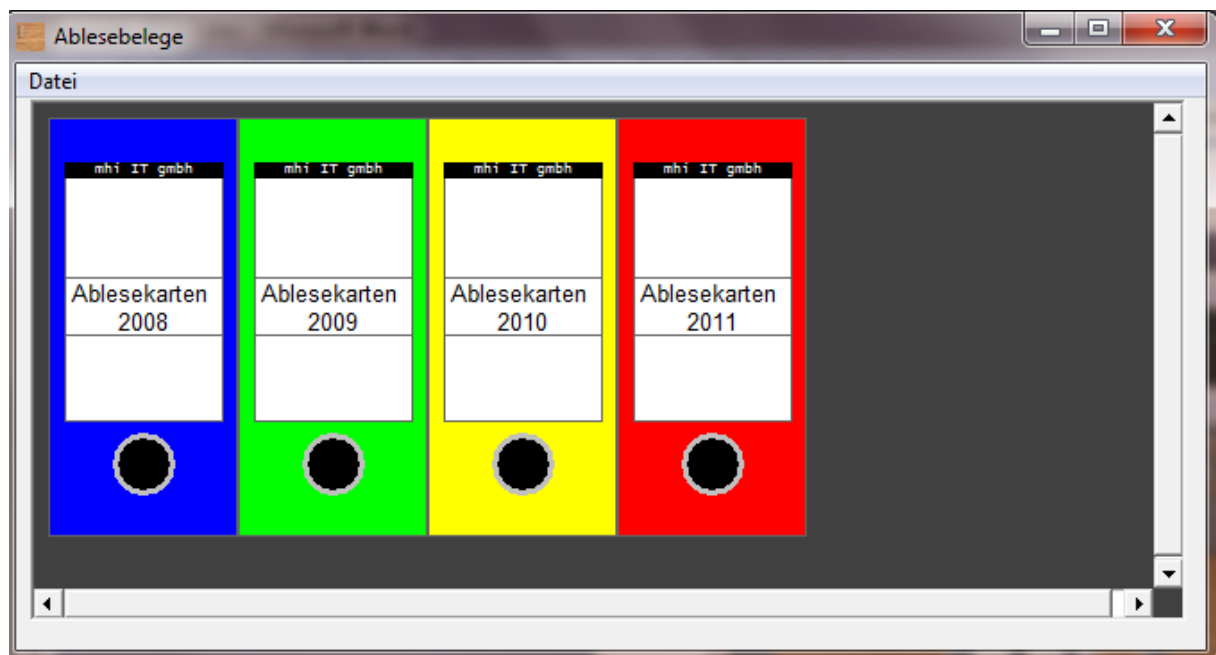 Ablesebelege
Datei
mhi IT gmbh
Ablesekarten
2008
mhi IT gmbh
Ablesekarten
2009
mhi IT gmbh
Ablesekarten
2010
mhi IT gmbh
Ablesekarten
2011